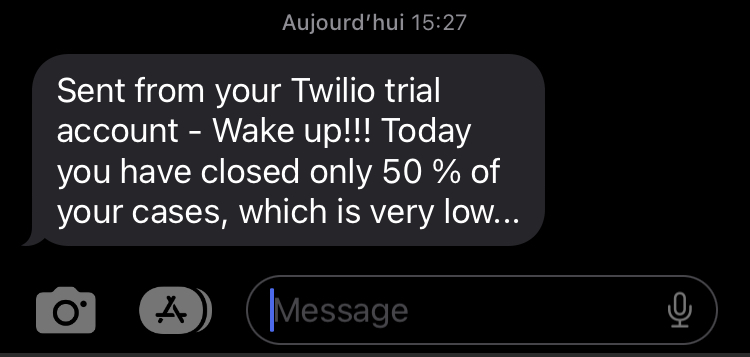 Aujourd’hui 15:27
Sent from your Twilio trial
account - Wake up!!! Today
you have closed only 50 % of
your cases, which is very low...
Message